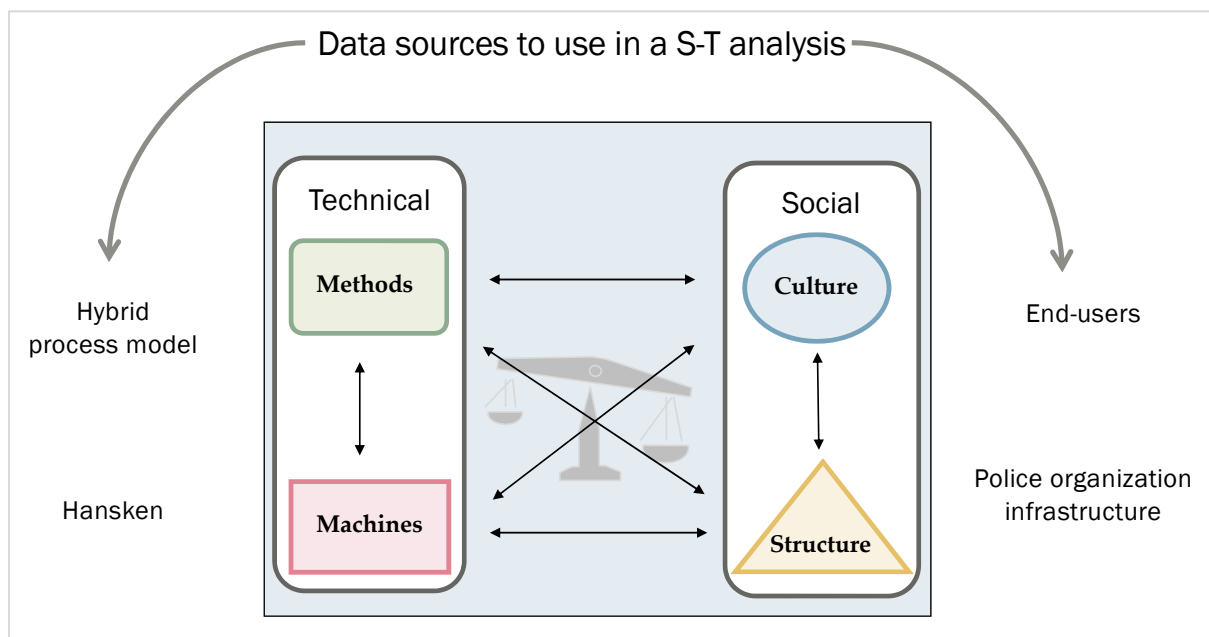 Data sources to use in a S-T analysis
Technical
Social
Methods
Culture
Hybrid
process model
End-users
Hansken
Machines
Structure
Police organization
infrastructure